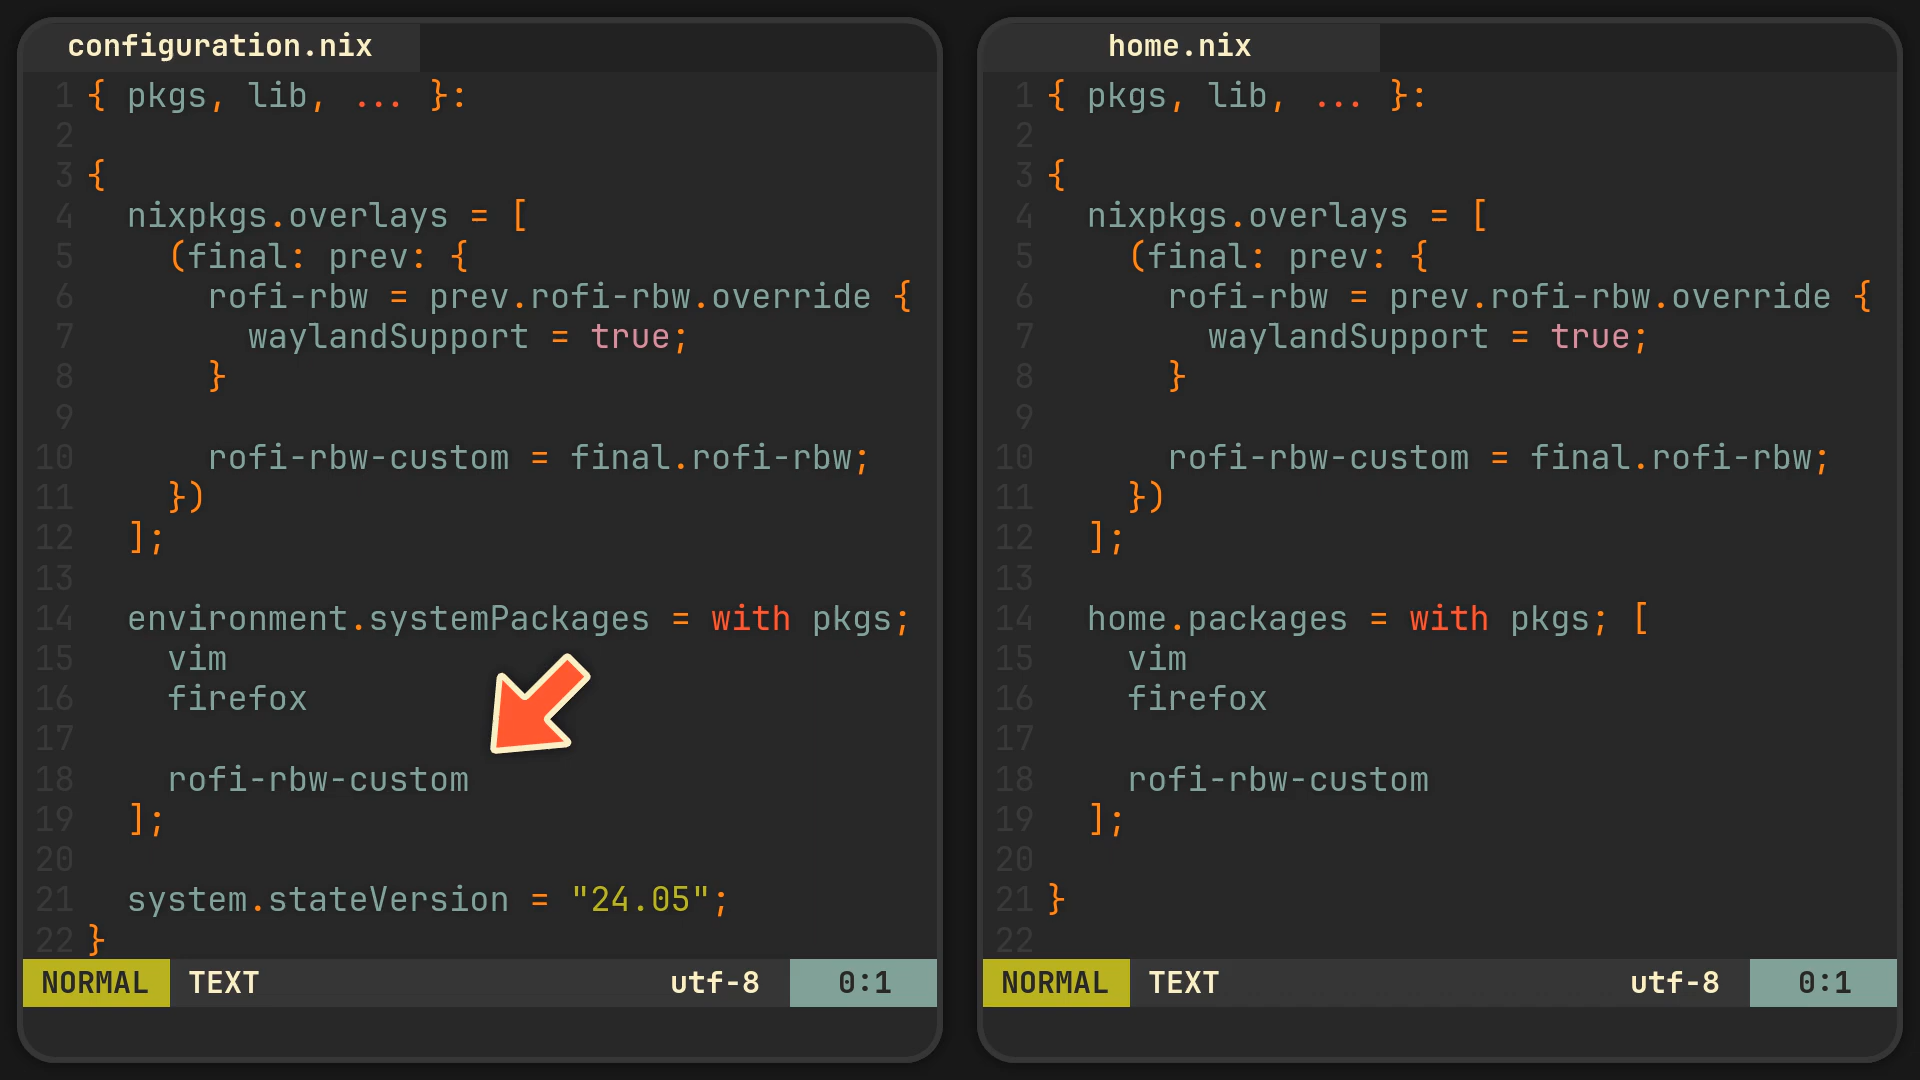 configuration.nix
1 { pkgs, lib, ... }:
2
3 {
4   nixpkgs.overlays = [
5     (final: prev: {
6       rofi-rbw = prev.rofi-rbw.override {
7         waylandSupport = true;
8       }
9
10       rofi-rbw-custom = final.rofi-rbw;
11     })
12   ];
13
14   environment.systemPackages = with pkgs;
15     vim
16     firefox
17
18     rofi-rbw-custom
19   ];
20
21   system.stateVersion = "24.05";
22 }
NORMAL TEXT utf-8 0:1
home.nix
1 { pkgs, lib, ... }:
2
3 {
4   nixpkgs.overlays = [
5     (final: prev: {
6       rofi-rbw = prev.rofi-rbw.override {
7         waylandSupport = true;
8       }
9
10       rofi-rbw-custom = final.rofi-rbw;
11     })
12   ];
13
14   home.packages = with pkgs; [
15     vim
16     firefox
17
18     rofi-rbw-custom
19   ];
20
21 }
22
NORMAL TEXT utf-8 0:1